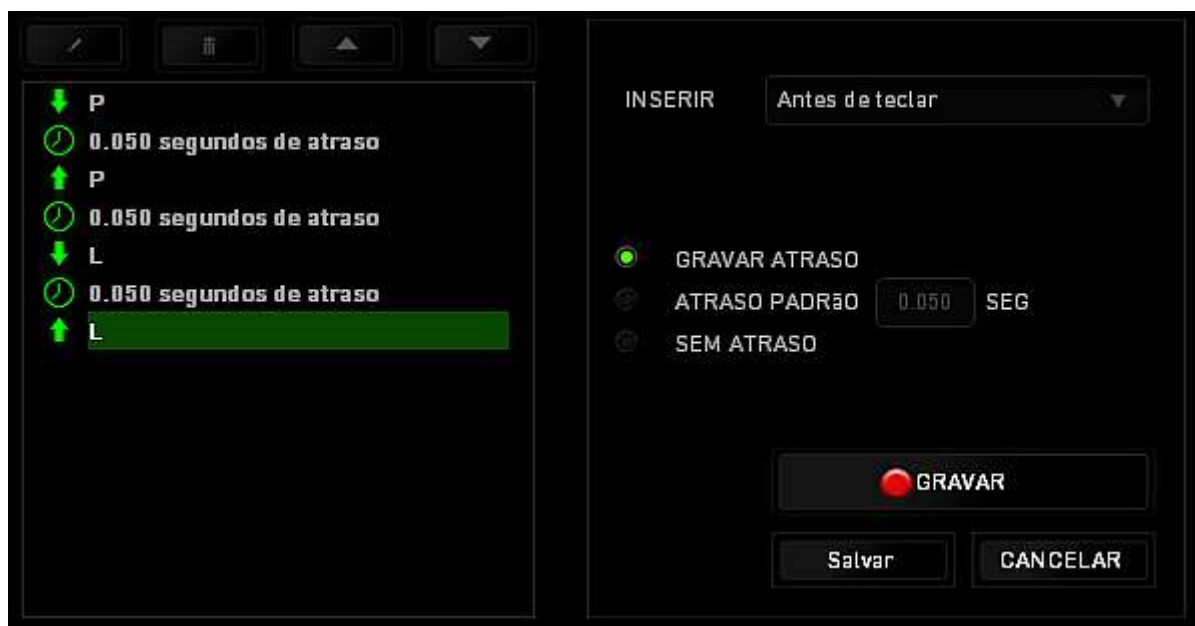 P
0.050 segundos de atraso
P
0.050 segundos de atraso
L
0.050 segundos de atraso
L
INSERIR Antes de teclar
GRAVAR ATRASO
ATRASO PADRãO 0.050 SEG
SEM ATRASO
GRAVAR
Salvar CANCELAR